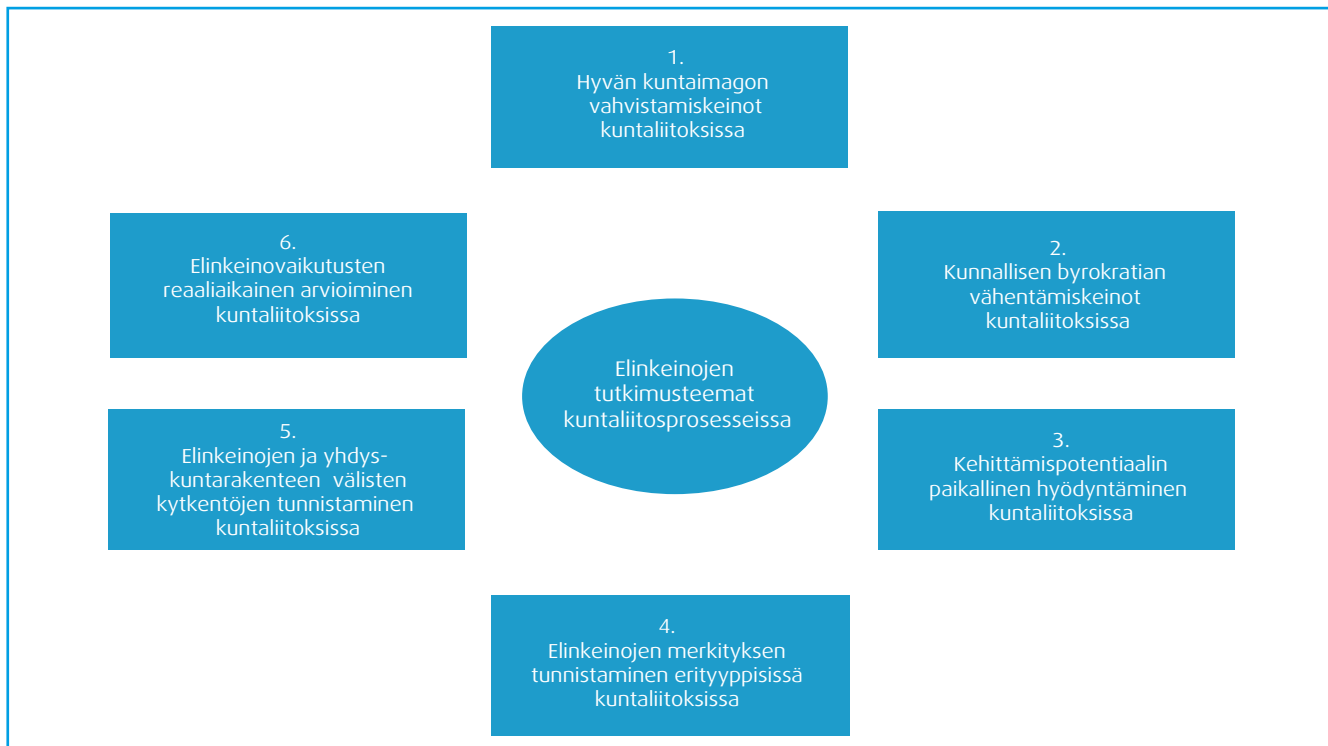 1.
Hyvän kuntaimagon
vahvistamiskeinot
kuntaliitoksissa
2.
Kunnallisen byrokratian
vähentämiskeinot
kuntaliitoksissa
3.
Kehittämispotentiaalin
paikallinen hyödyntäminen
kuntaliitoksissa
4.
Elinkeinojen merkityksen
tunnistaminen erityyppisissä
kuntaliitoksissa
5.
Elinkeinojen ja yhdys-
kuntarakenteen välisten
kytkentöjen tunnistaminen
kuntaliitoksissa
6.
Elinkeinovaikutusten
reaaliaikainen arvioiminen
kuntaliitoksissa
Elinkeinojen
tutkimusteemat
kuntaliitosprosesseissa